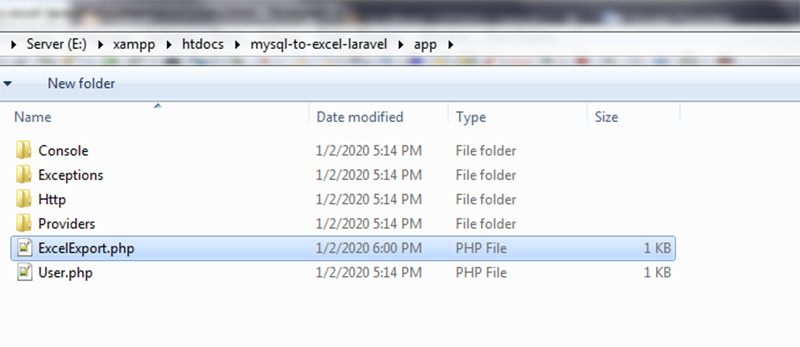 Server (E:) xampp htdocs mysql-to-excel-laravel app
New folder
Name Date modified Type Size
Console 1/2/2020 5:14 PM File folder
Exceptions 1/2/2020 5:14 PM File folder
Http 1/2/2020 5:14 PM File folder
Providers 1/2/2020 5:14 PM File folder
ExcelExport.php 1/2/2020 6:00 PM PHP File 1 KB
User.php 1/2/2020 5:14 PM PHP File 1 KB